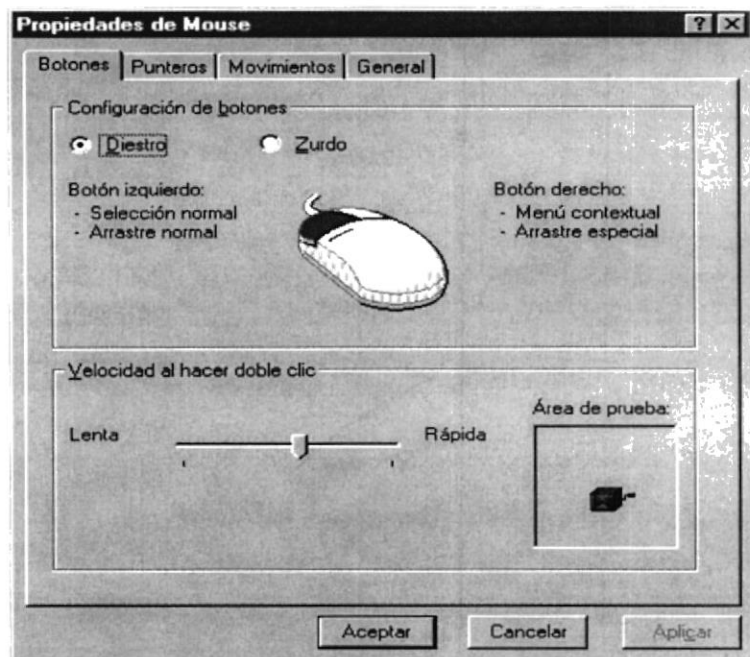 Propiedades de Mouse
Botones Punteros Movimientos General
Configuración de botones
Diestro Zurdo
Botón izquierdo:
- Selección normal
- Arrastre normal
Botón derecho:
- Menú contextual
- Arrastre especial
Velocidad al hacer doble clic
Lenta Rápida
Área de prueba:
Aceptar Cancelar Aplicar